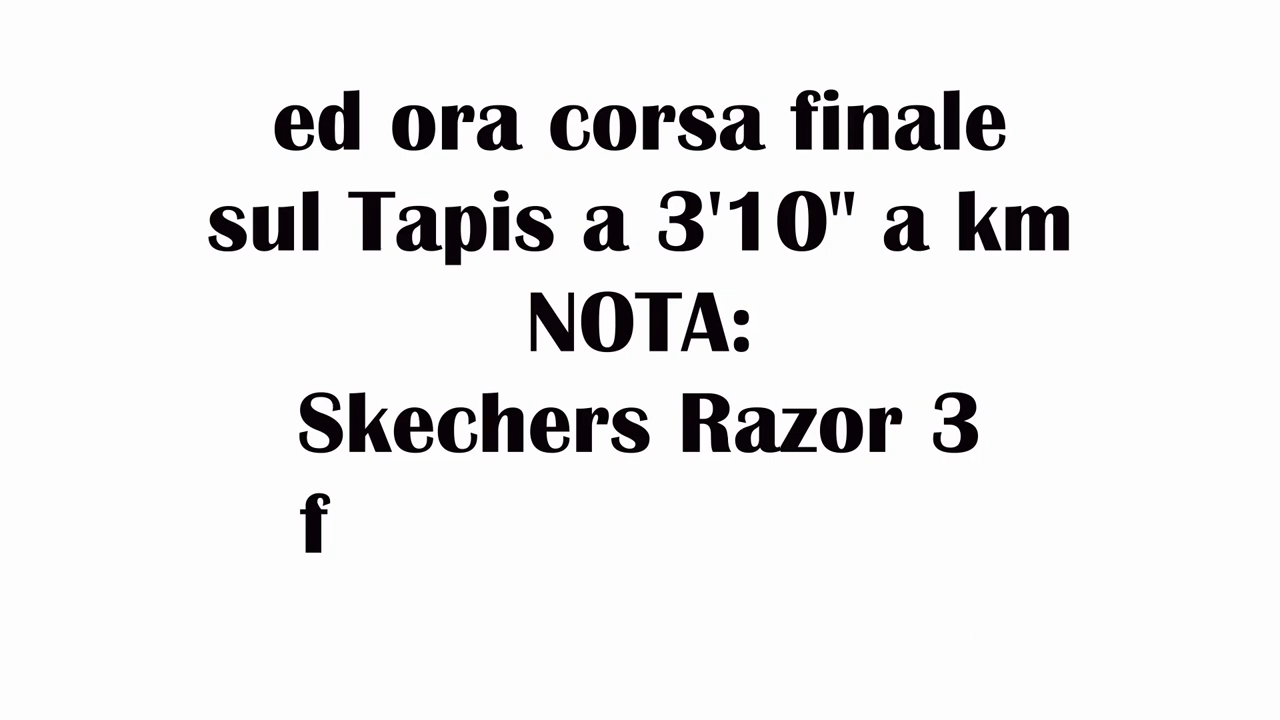 ed ora corsa finale
sul Tapis a 3'10" a km
NOTA:
Skechers Razor 3
f